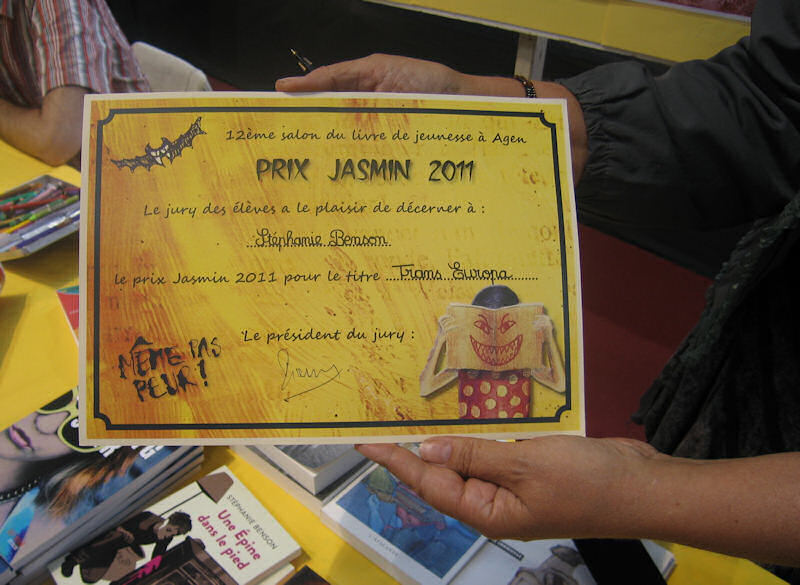 12ème salon du livre de jeunesse à Agen
PRIX JASMIN 2011
Le jury des élèves a le plaisir de décerner à :
Stéphanie Benson
le prix Jasmin 2011 pour le titre ....Trans Europa........
Le président du jury :
MÊME PAS
PEUR !
STÉPHANIE BENSON
Une Épine
dans le pied